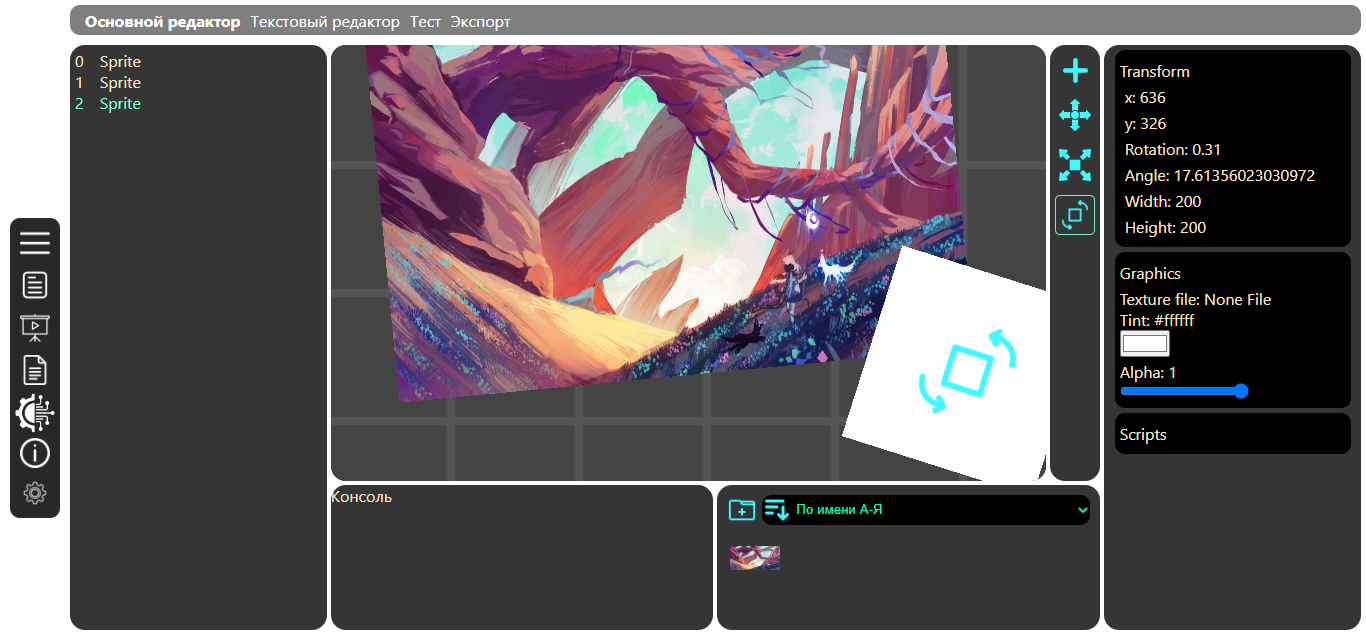 Основной редактор Текстовый редактор Тест Экспорт
0 Sprite
1 Sprite
2 Sprite
Transform
x: 636
y: 326
Rotation: 0.31
Angle: 17.61356023030972
Width: 200
Height: 200
Graphics
Texture file: None File
Tint: #ffffff
Alpha: 1
Scripts
Консоль
По имени А-Я